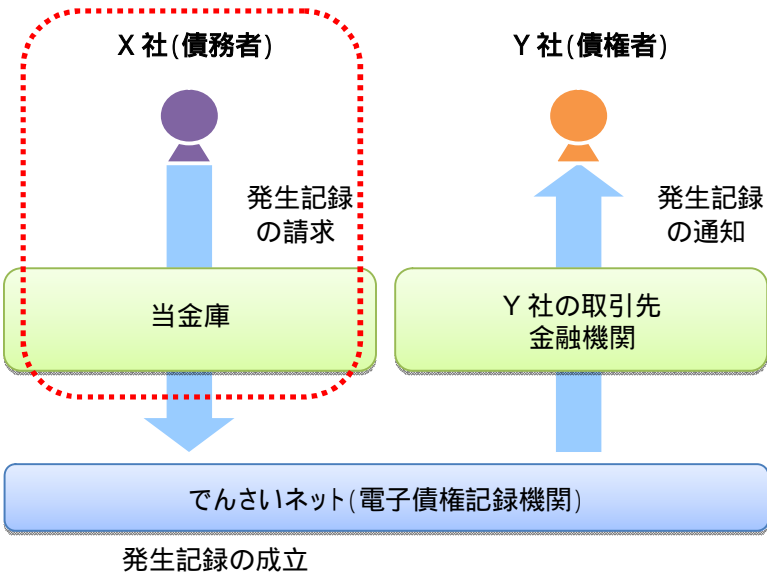 X 社(債務者)
Y 社(債権者)
発生記録
の請求
発生記録
の通知
当金庫
Y 社の取引先
金融機関
でんさいネット(電子債権記録機関)
発生記録の成立